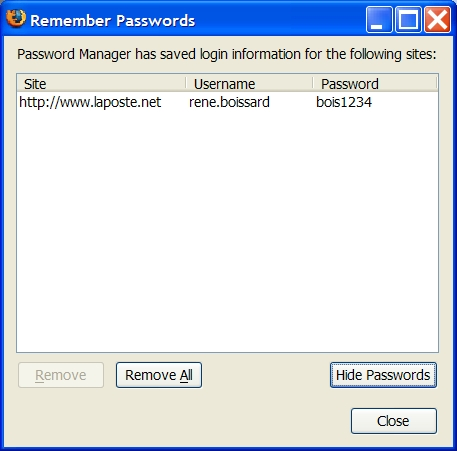 Remember Passwords
Password Manager has saved login information for the following sites:
Site Username Password
http://www.laposte.net rene.boissard bois1234
Remove Remove All Hide Passwords
Close